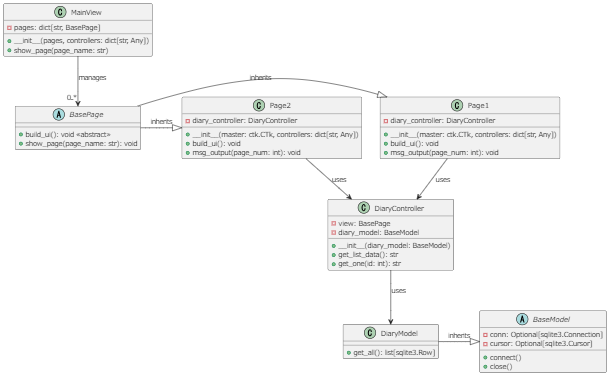 C MainView
pages: dict[str, BasePage]
__init__(pages, controllers: dict[str, Any])
show_page(page_name: str)
manages
0..*
inherits
A BasePage
build_ui(): void «abstract»
show_page(page_name: str): void
inherits
C Page2
diary_controller: DiaryController
__init__(master: ctk.CTk, controllers: dict[str, Any])
build_ui(): void
msg_output(page_num: int): void
C Page1
diary_controller: DiaryController
__init__(master: ctk.CTk, controllers: dict[str, Any])
build_ui(): void
msg_output(page_num: int): void
uses
uses
C DiaryController
view: BasePage
diary_model: BaseModel
__init__(diary_model: BaseModel)
get_list_data(): str
get_one(id: int): str
uses
C DiaryModel
get_all(): list[sqlite3.Row]
inherits
A BaseModel
conn: Optional[sqlite3.Connection]
cursor: Optional[sqlite3.Cursor]
connect()
close()